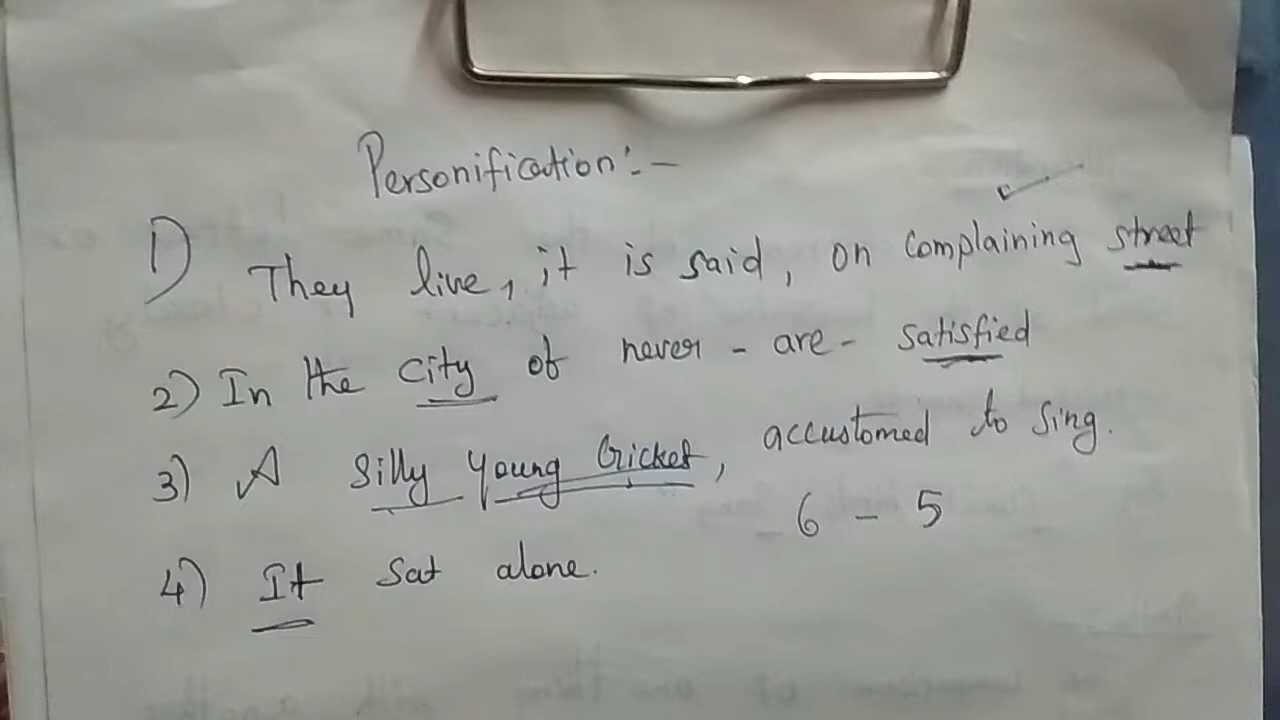 Personification:-
1) They live, it is said, on complaining street
2) In the city of never - are - satisfied
3) A silly young Cricket, accustomed to sing.
6 - 5
4) It sat alone.